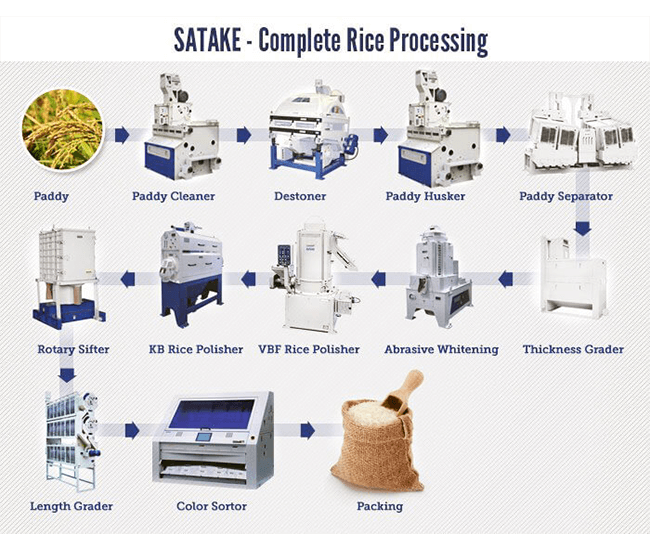 SATAKE - Complete Rice Processing
Paddy
Paddy Cleaner
Destoner
Paddy Husker
Paddy Separator
Rotary Sifter
KB Rice Polisher
VBF Rice Polisher
Abrasive Whitening
Thickness Grader
Length Grader
Color Sortor
Packing